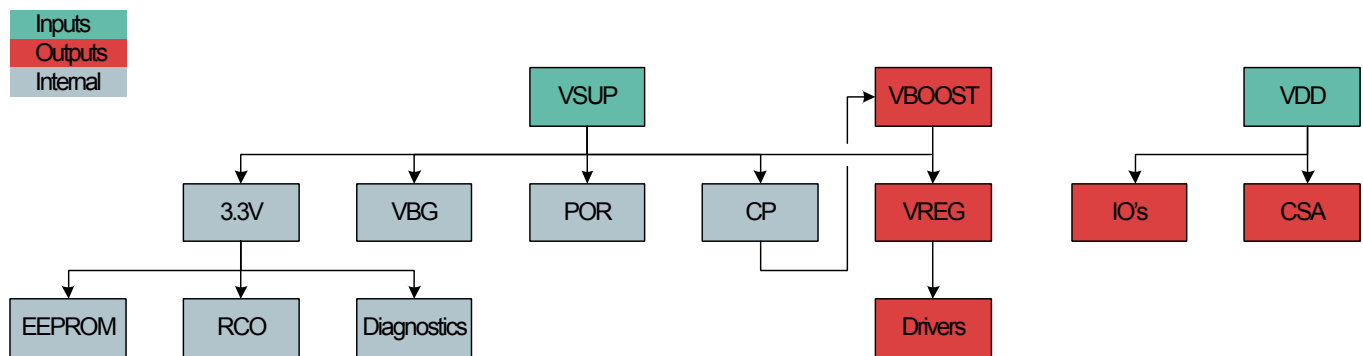 Inputs
Outputs
Internal
VSUP
VBOOST
VDD
3.3V
VBG
POR
CP
VREG
IO's
CSA
EEPROM
RCO
Diagnostics
Drivers